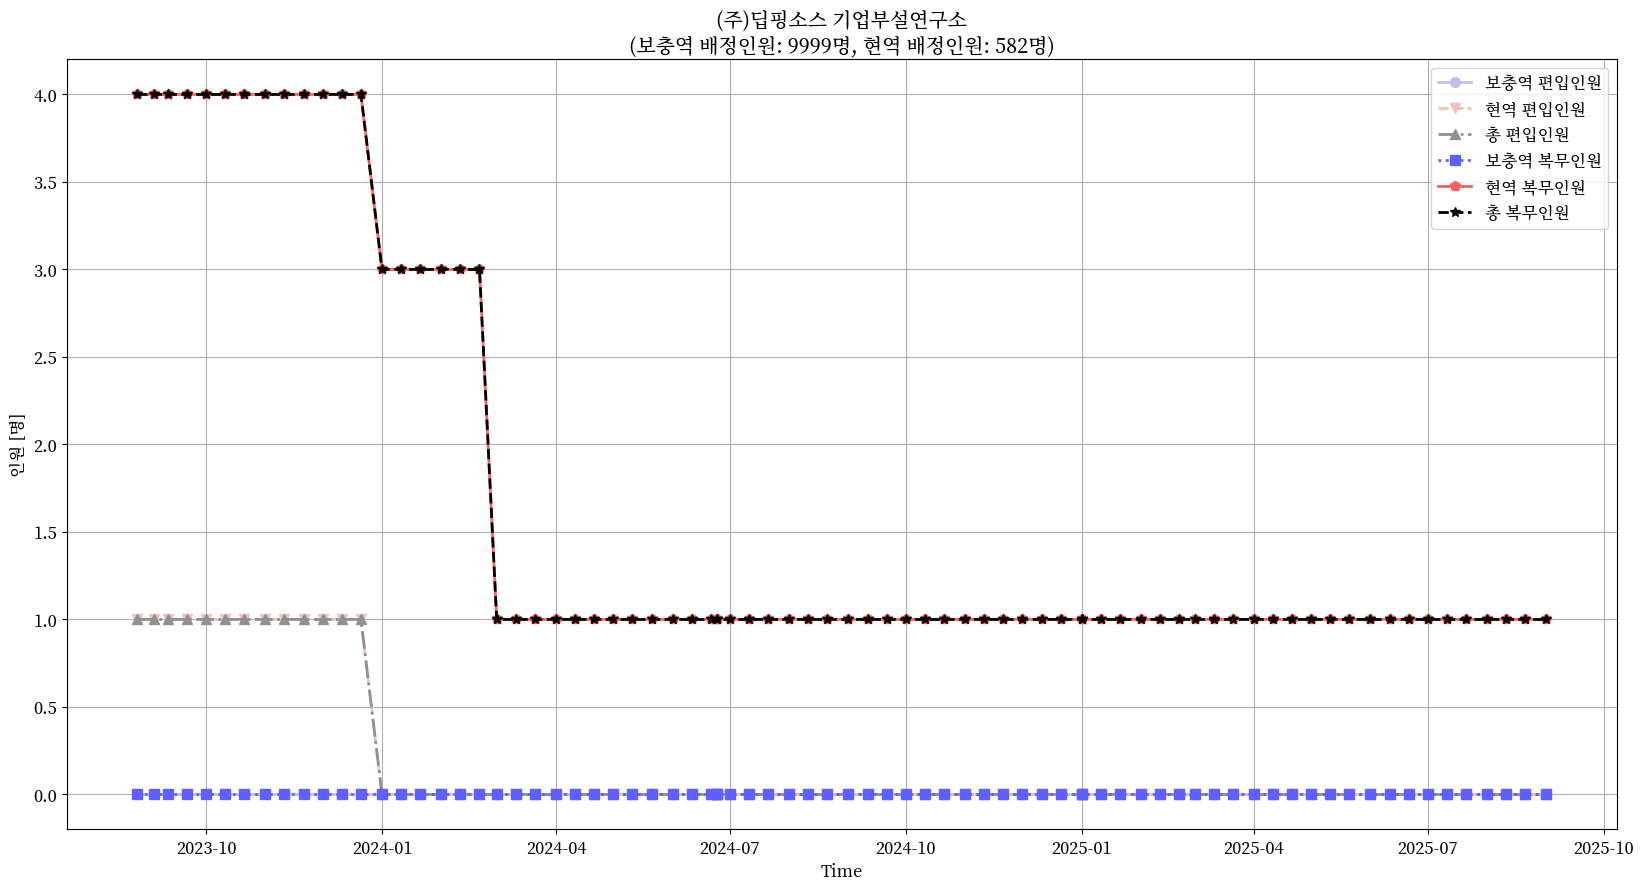 (주)딥핑소스 기업부설연구소
(보충역 배정인원: 9999명, 현역 배정인원: 582명)
보충역 편입인원
현역 편입인원
총 편입인원
보충역 복무인원
현역 복무인원
총 복무인원
4.0
3.5
3.0
2.5
2.0
1.5
1.0
0.5
0.0
인원 [명]
2023-10
2024-01
2024-04
2024-07
2024-10
2025-01
2025-04
2025-07
2025-10
Time